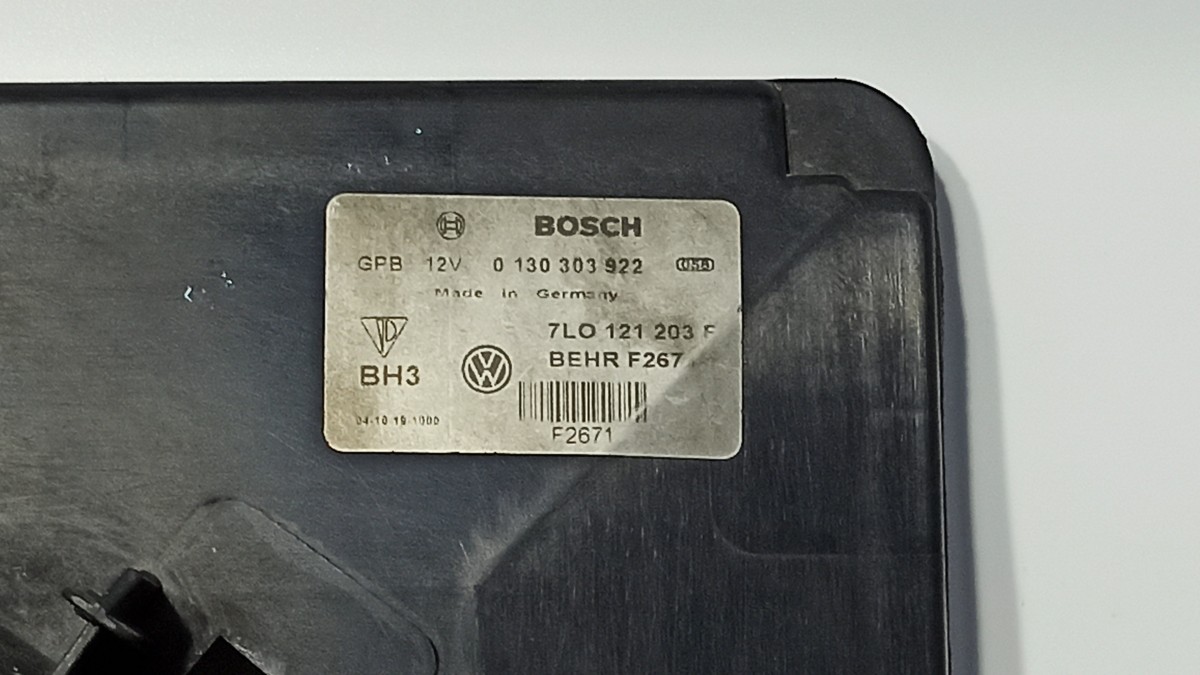 BOSCH
GPB 12V 0 130 303 922
Made in Germany
7LO 121 203 F
BEHR
BH3
04-10-19-1000
F2671